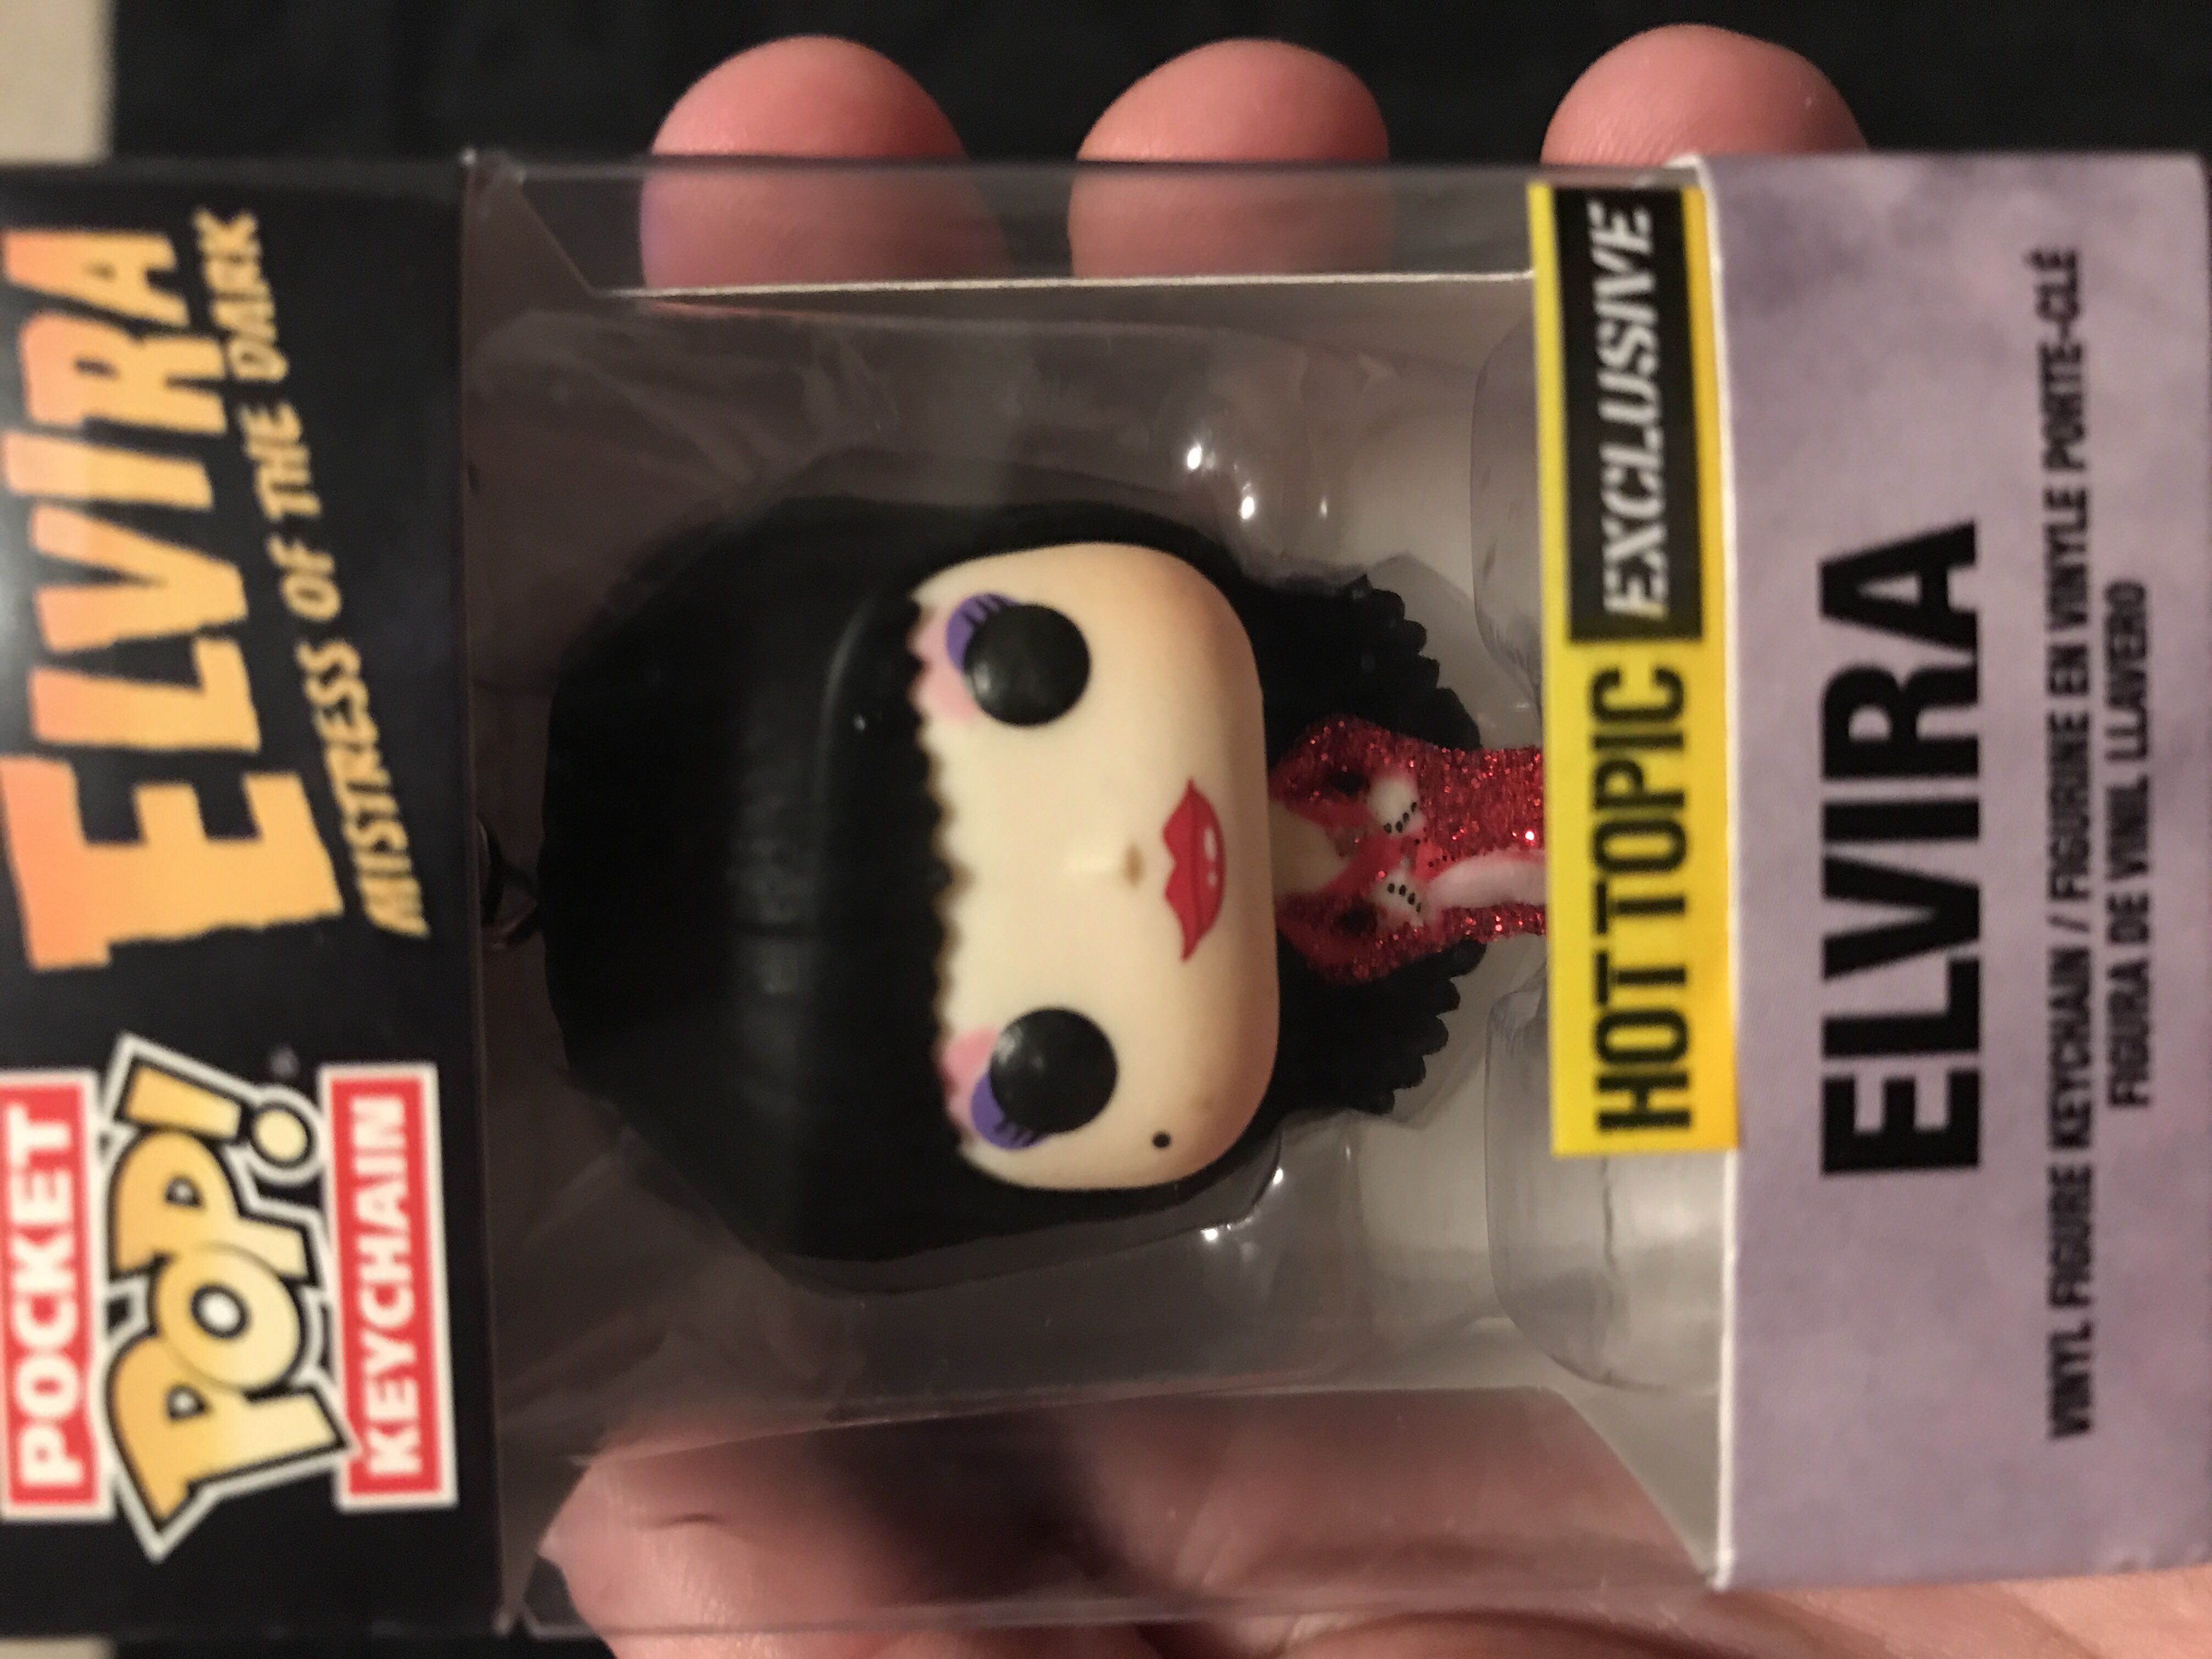 POCKET
POP!
KEYCHAIN
ELVIRA
MISTRESS OF THE DARK
HOT TOPIC EXCLUSIVE
ELVIRA
VINYL FIGURE KEYCHAIN / FIGURINE EN VINYLE PORTE-CLÉ
FIGURA DE VINIL LLAVERO